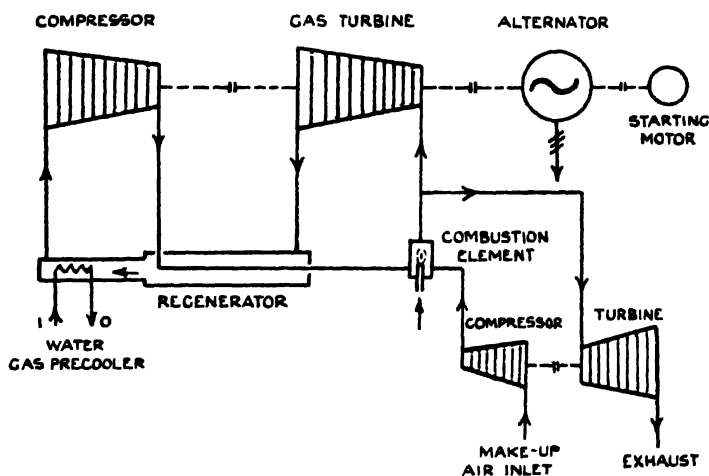 COMPRESSOR
GAS TURBINE
ALTERNATOR
STARTING
MOTOR
COMBUSTION
ELEMENT
REGENERATOR
I
O
WATER
GAS PRECOOLER
COMPRESSOR
TURBINE
MAKE-UP
AIR INLET
EXHAUST